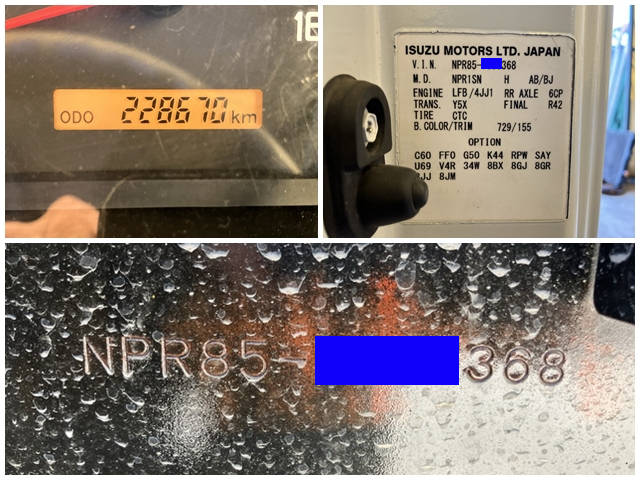 16
ODO 228670 km
ISUZU MOTORS LTD. JAPAN
V.I.N. NPR85- 368
M.D. NPR1SN H AB/BJ
ENGINE LFB/4JJ1 RR AXLE 6CP
TRANS. Y5X FINAL R42
TIRE CTC
B.COLOR/TRIM 729/155
OPTION
C60 FF0 G50 K44 RPW SAY
U69 V4R 34W 8BX 8GJ 8GR
8JM
NPR85- 368